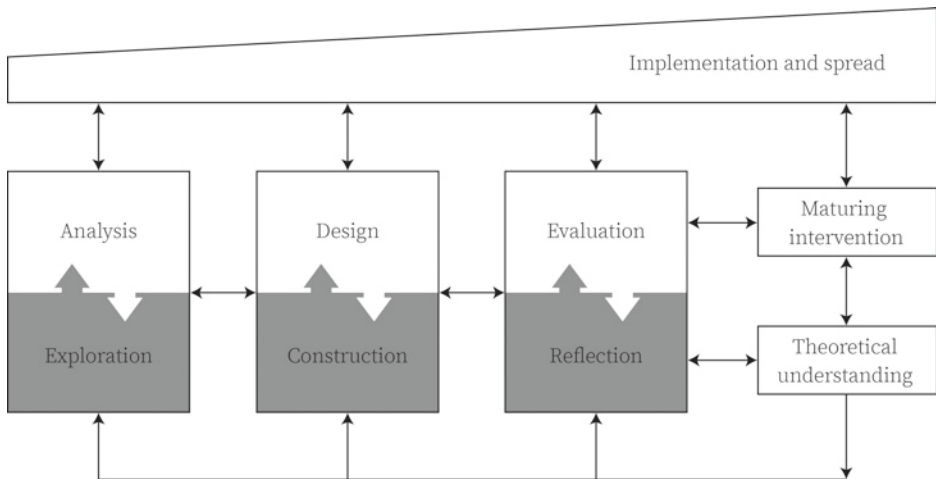 Implementation and spread
Analysis
Exploration
Design
Construction
Evaluation
Reflection
Maturing
intervention
Theoretical
understanding